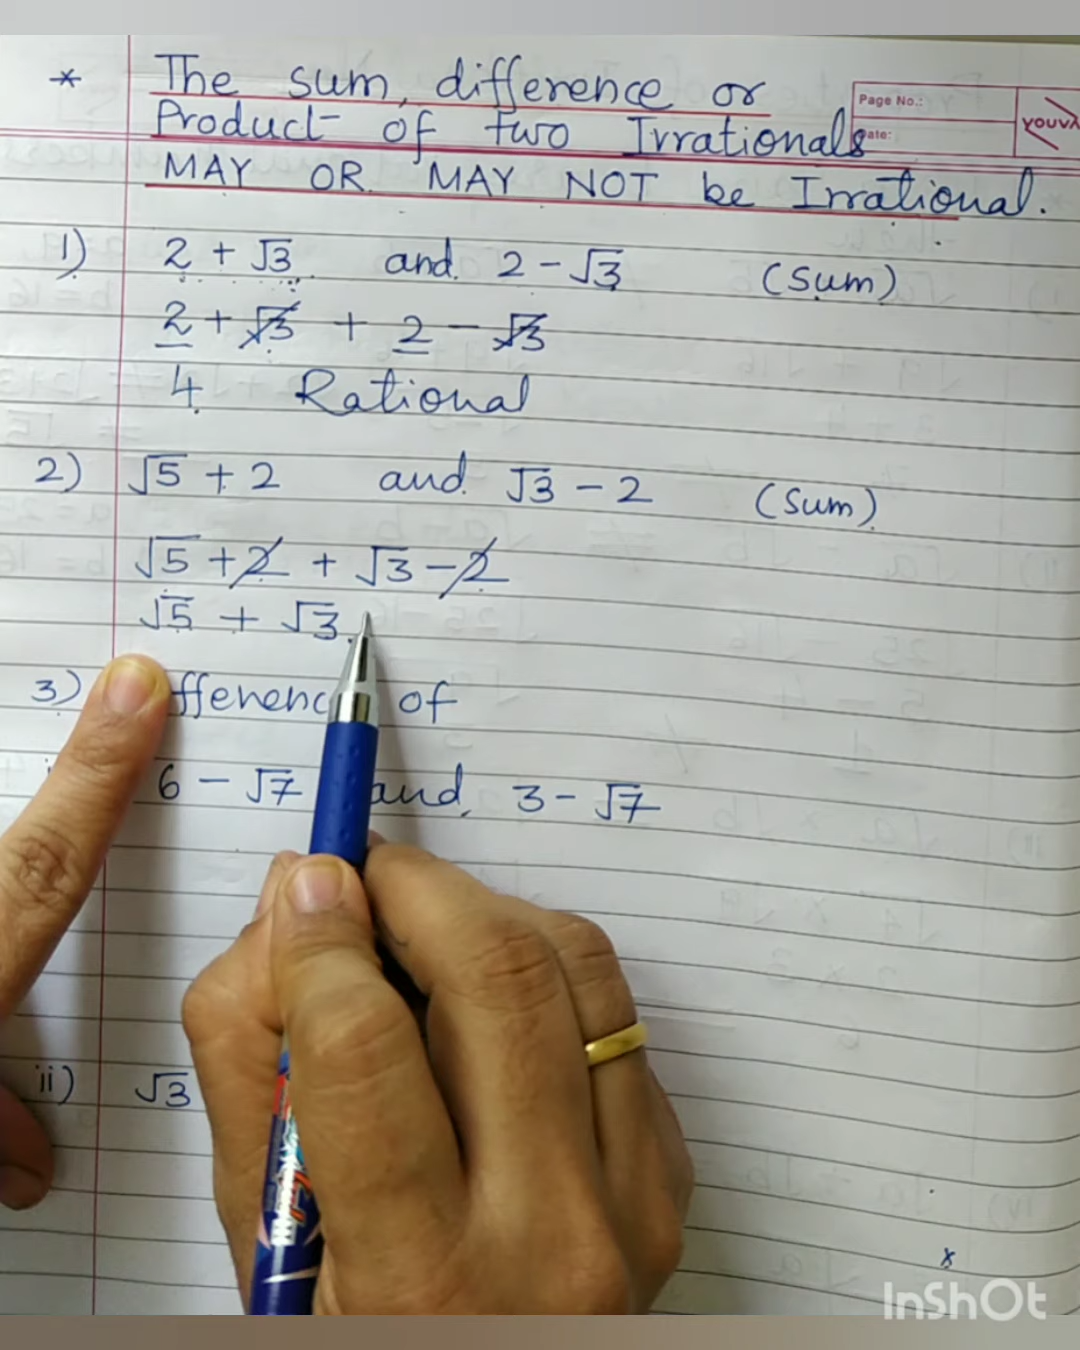 * The sum, difference or
Product of two Irrationals
MAY OR MAY NOT be Irrational.
Page No.:
Date:
YOUVA
1) 2 + √3 and 2 - √3 (Sum)
2 + √3 + 2 - √3
4 Rational
2) √5 + 2 and √3 - 2 (Sum)
√5 + 2 + √3 - 2
√5 + √3
3) fference of
6 - √7 and 3 - √7
ii) √3
x
InShOt